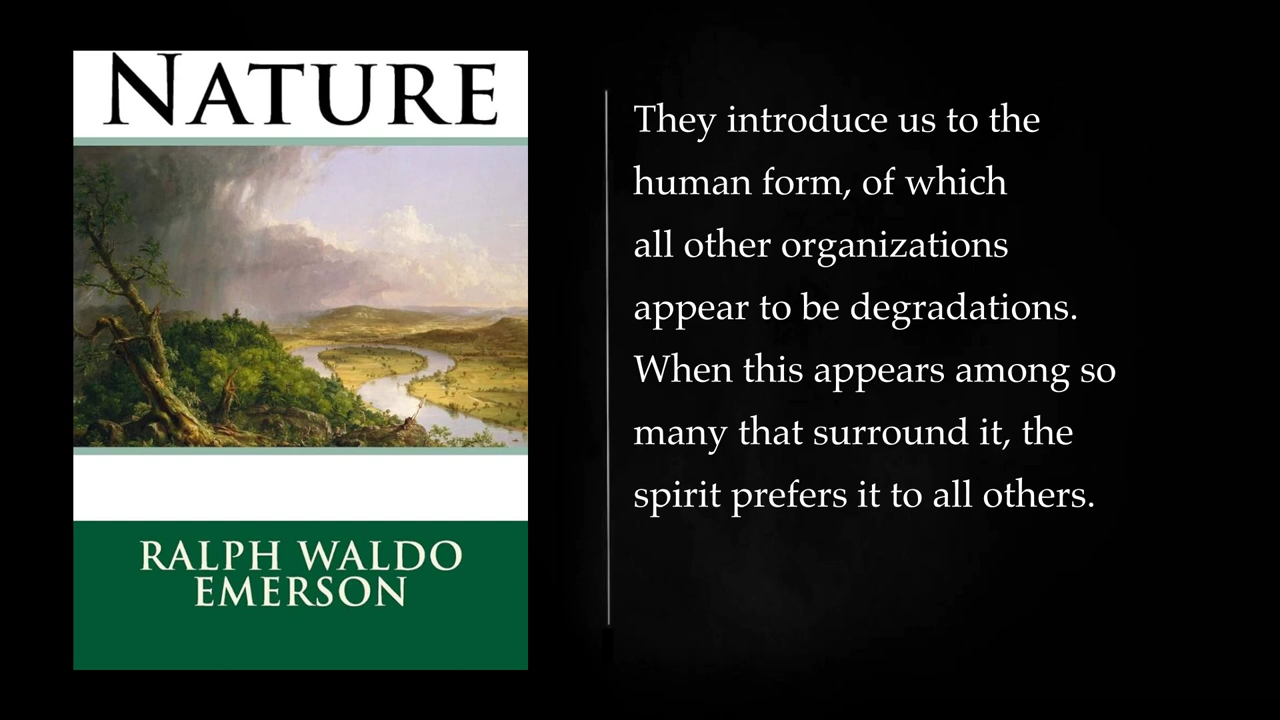 NATURE
RALPH WALDO
EMERSON
They introduce us to the
human form, of which
all other organizations
appear to be degradations.
When this appears among so
many that surround it, the
spirit prefers it to all others.